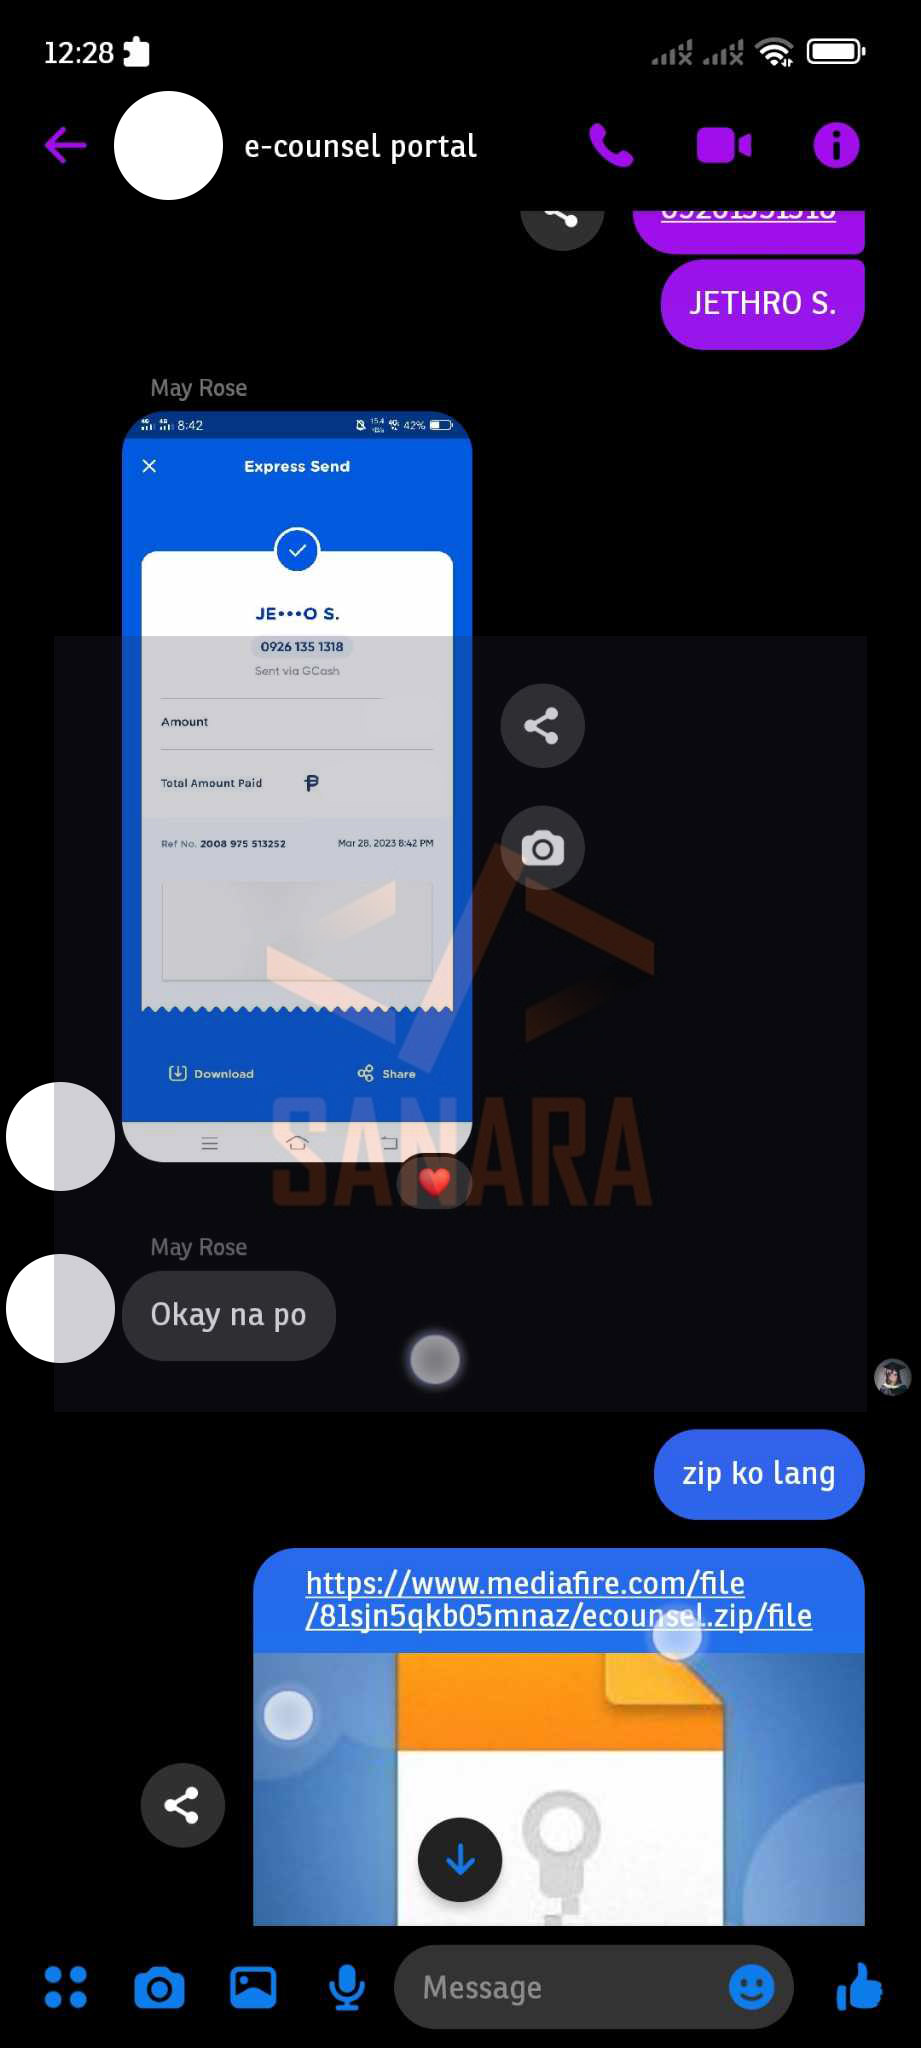 12:28
e-counsel portal
JETHRO S.
May Rose
8:42
42%
Express Send
JE•••O S.
0926 135 1318
Sent via GCash
Amount
Total Amount Paid ₱
Ref No. 2008 975 513252 Mar 28, 2023 8:42 PM
Download Share
SANARA
May Rose
Okay na po
zip ko lang
https://www.mediafire.com/file
/81sjn5qkb05mnaz/ecounsel.zip/file
Message